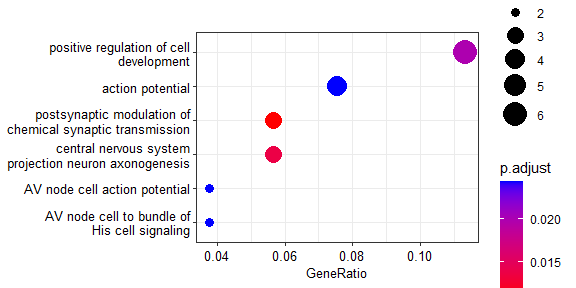 positive regulation of cell
development
action potential
postsynaptic modulation of
chemical synaptic transmission
central nervous system
projection neuron axonogenesis
AV node cell action potential
AV node cell to bundle of
His cell signaling
0.04 0.06 0.08 0.10
GeneRatio
2
3
4
5
6
p.adjust
0.020
0.015